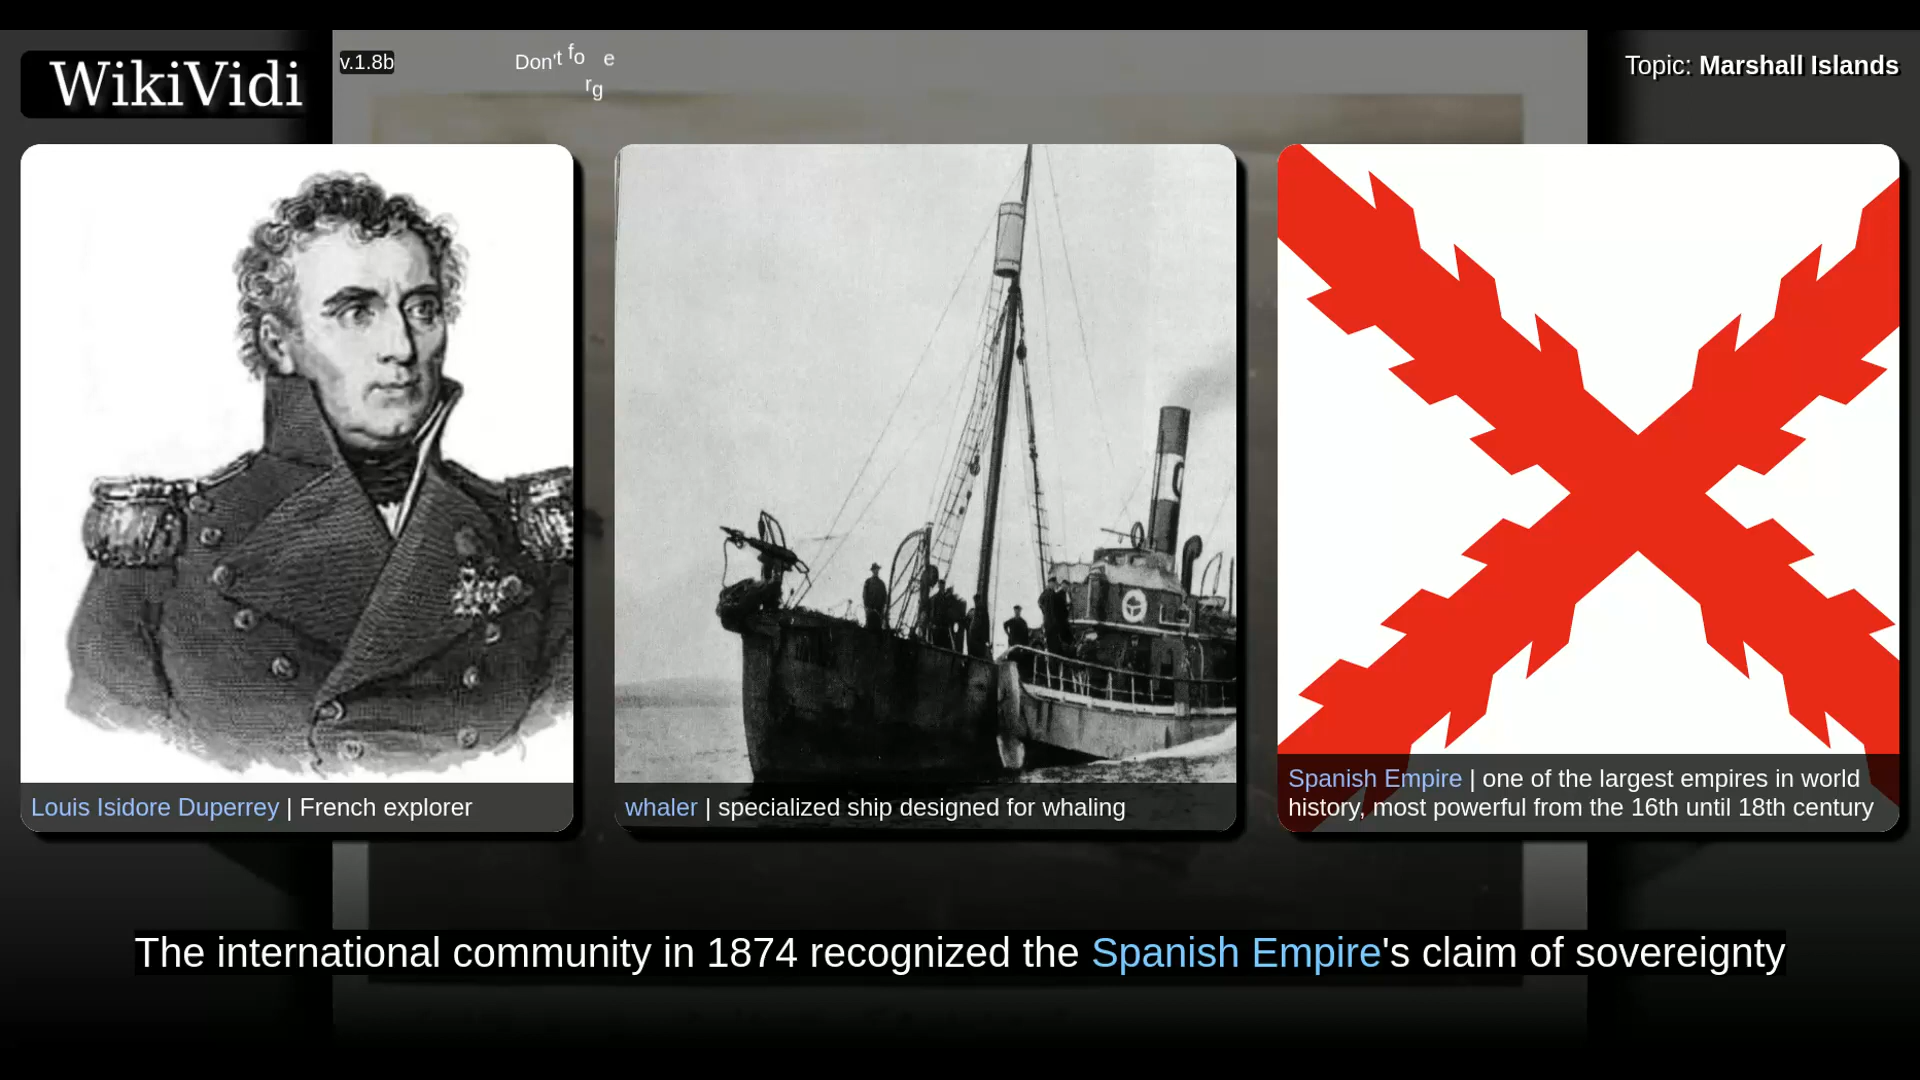 WikiVidi
v.1.8b
Don't forge
Topic: Marshall Islands
Louis Isidore Duperrey | French explorer
whaler | specialized ship designed for whaling
Spanish Empire | one of the largest empires in world
history, most powerful from the 16th until 18th century
The international community in 1874 recognized the Spanish Empire's claim of sovereignty